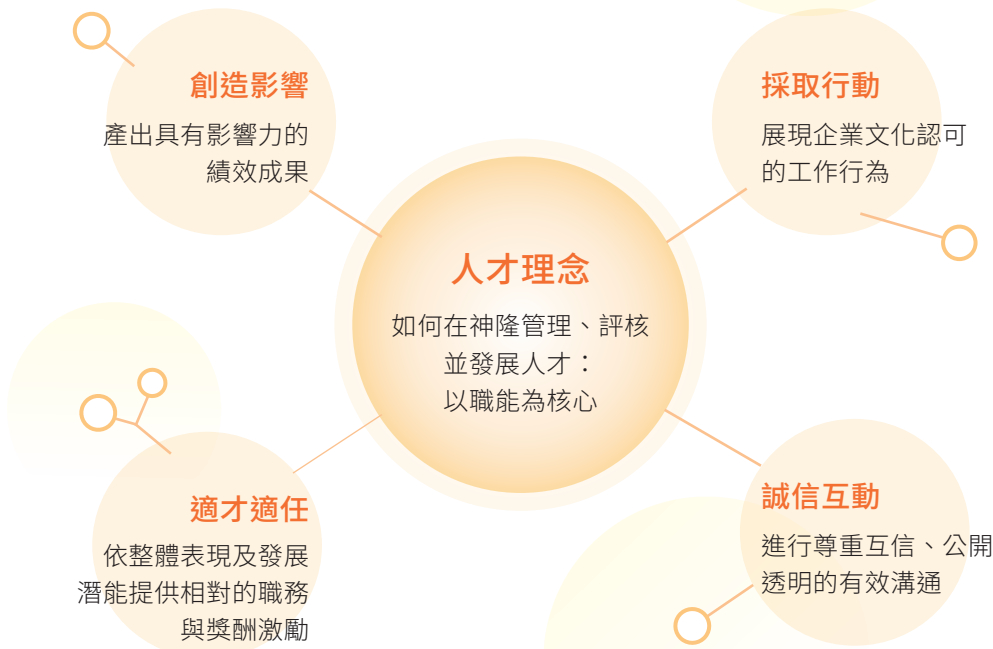 創造影響
產出具有影響力的
績效成果
採取行動
展現企業文化認可
的工作行為
人才理念
如何在神隆管理、評核
並發展人才：
以職能為核心
適才適任
依整體表現及發展
潛能提供相對的職務
與獎酬激勵
誠信互動
進行尊重互信、公開
透明的有效溝通